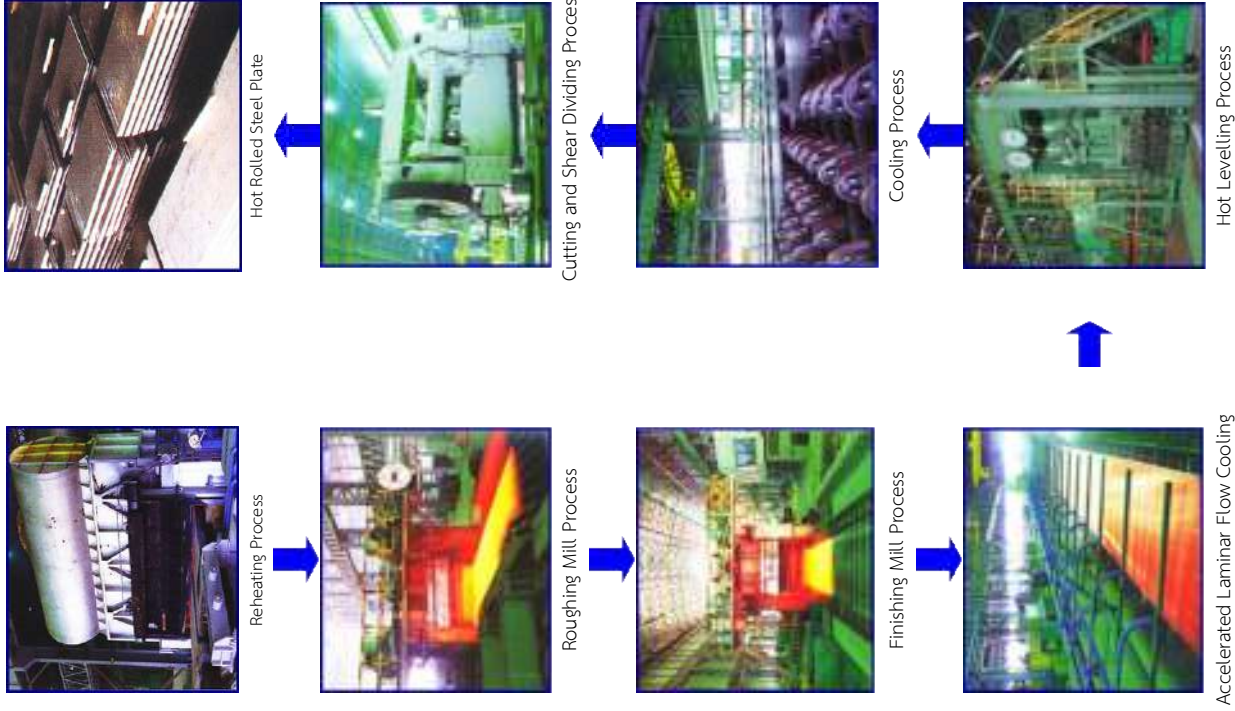 Reheating Process
Roughing Mill Process
Finishing Mill Process
Accelerated Laminar Flow Cooling
Hot Levelling Process
Cooling Process
Cutting and Shear Dividing Process
Hot Rolled Steel Plate